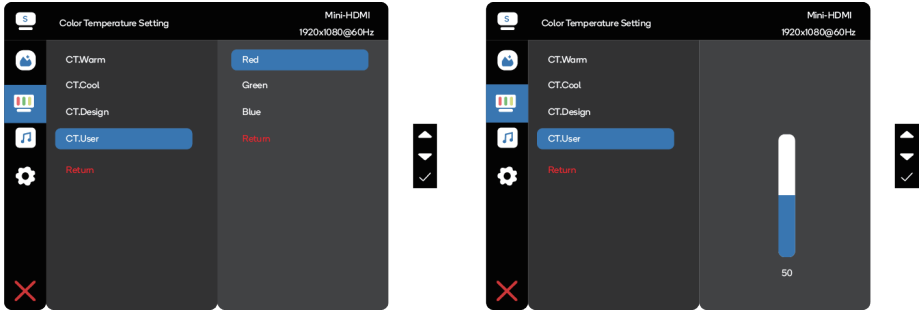 S
Color Temperature Setting
Mini-HDMI
1920x1080@60Hz
CT.Warm
CT.Cool
CT.Design
CT.User
Return
Red
Green
Blue
Return
S
Color Temperature Setting
Mini-HDMI
1920x1080@60Hz
CT.Warm
CT.Cool
CT.Design
CT.User
Return
50